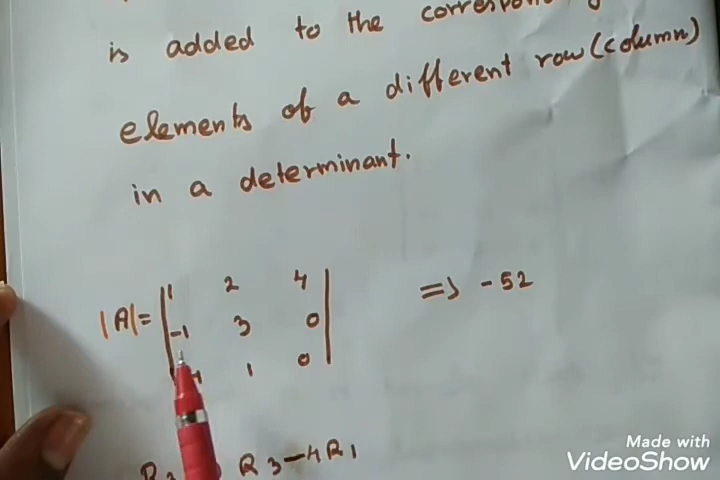 is added to the
elements of a different row (column)
in a determinant.
|A| = | 1 2 4 | => -52
-1 3 0
1 0
R3-4R1
Made with
VideoShow